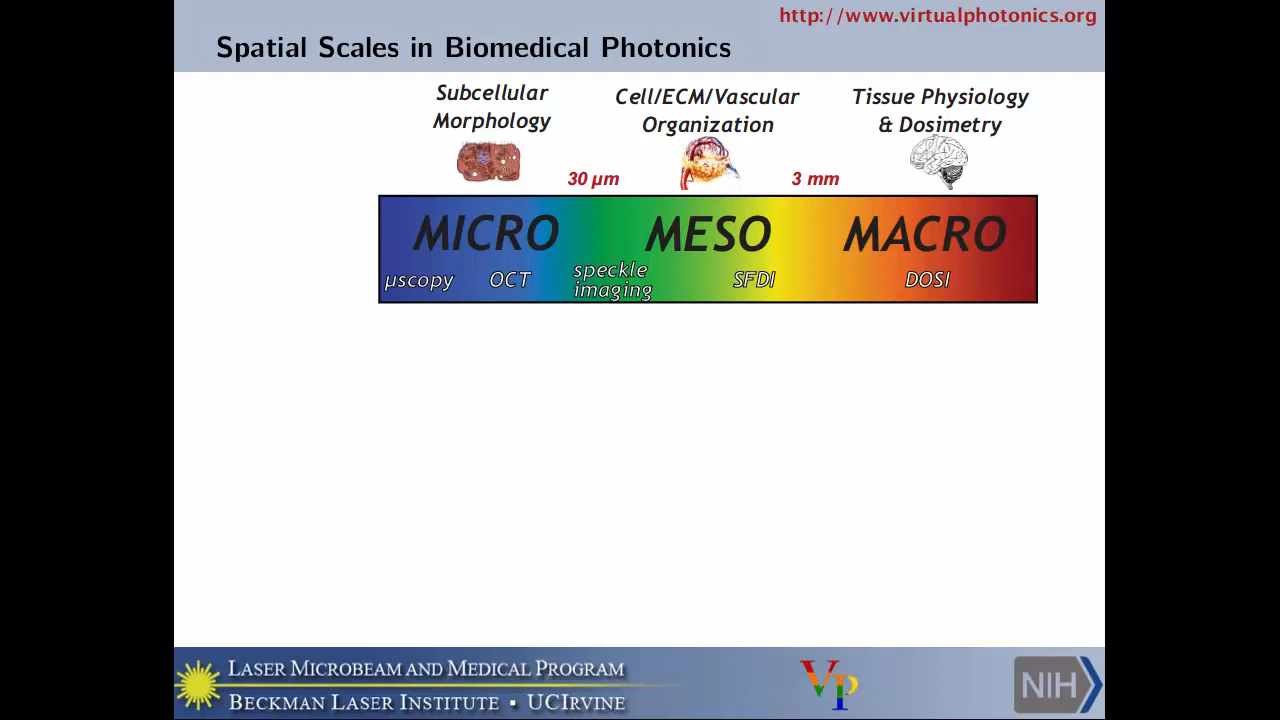 http://www.virtualphotonics.org
Spatial Scales in Biomedical Photonics
Subcellular
Morphology
Cell/ECM/Vascular
Organization
Tissue Physiology
& Dosimetry
30 µm
3 mm
MICRO
MESO
MACRO
µscopy
OCT
speckle
imaging
SFDI
DOSI
LASER MICROBEAM AND MEDICAL PROGRAM
BECKMAN LASER INSTITUTE ▪ UCIRVINE
VP
NIH